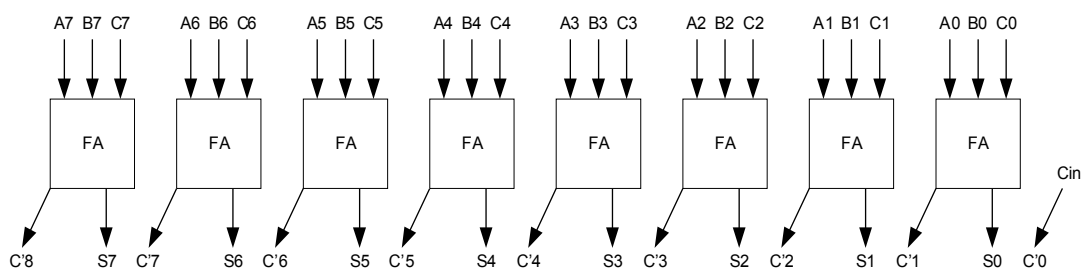 A7 B7 C7 A6 B6 C6 A5 B5 C5 A4 B4 C4 A3 B3 C3 A2 B2 C2 A1 B1 C1 A0 B0 C0
FA FA FA FA FA FA FA FA
Cin
C'8 S7 C'7 S6 C'6 S5 C'5 S4 C'4 S3 C'3 S2 C'2 S1 C'1 S0 C'0